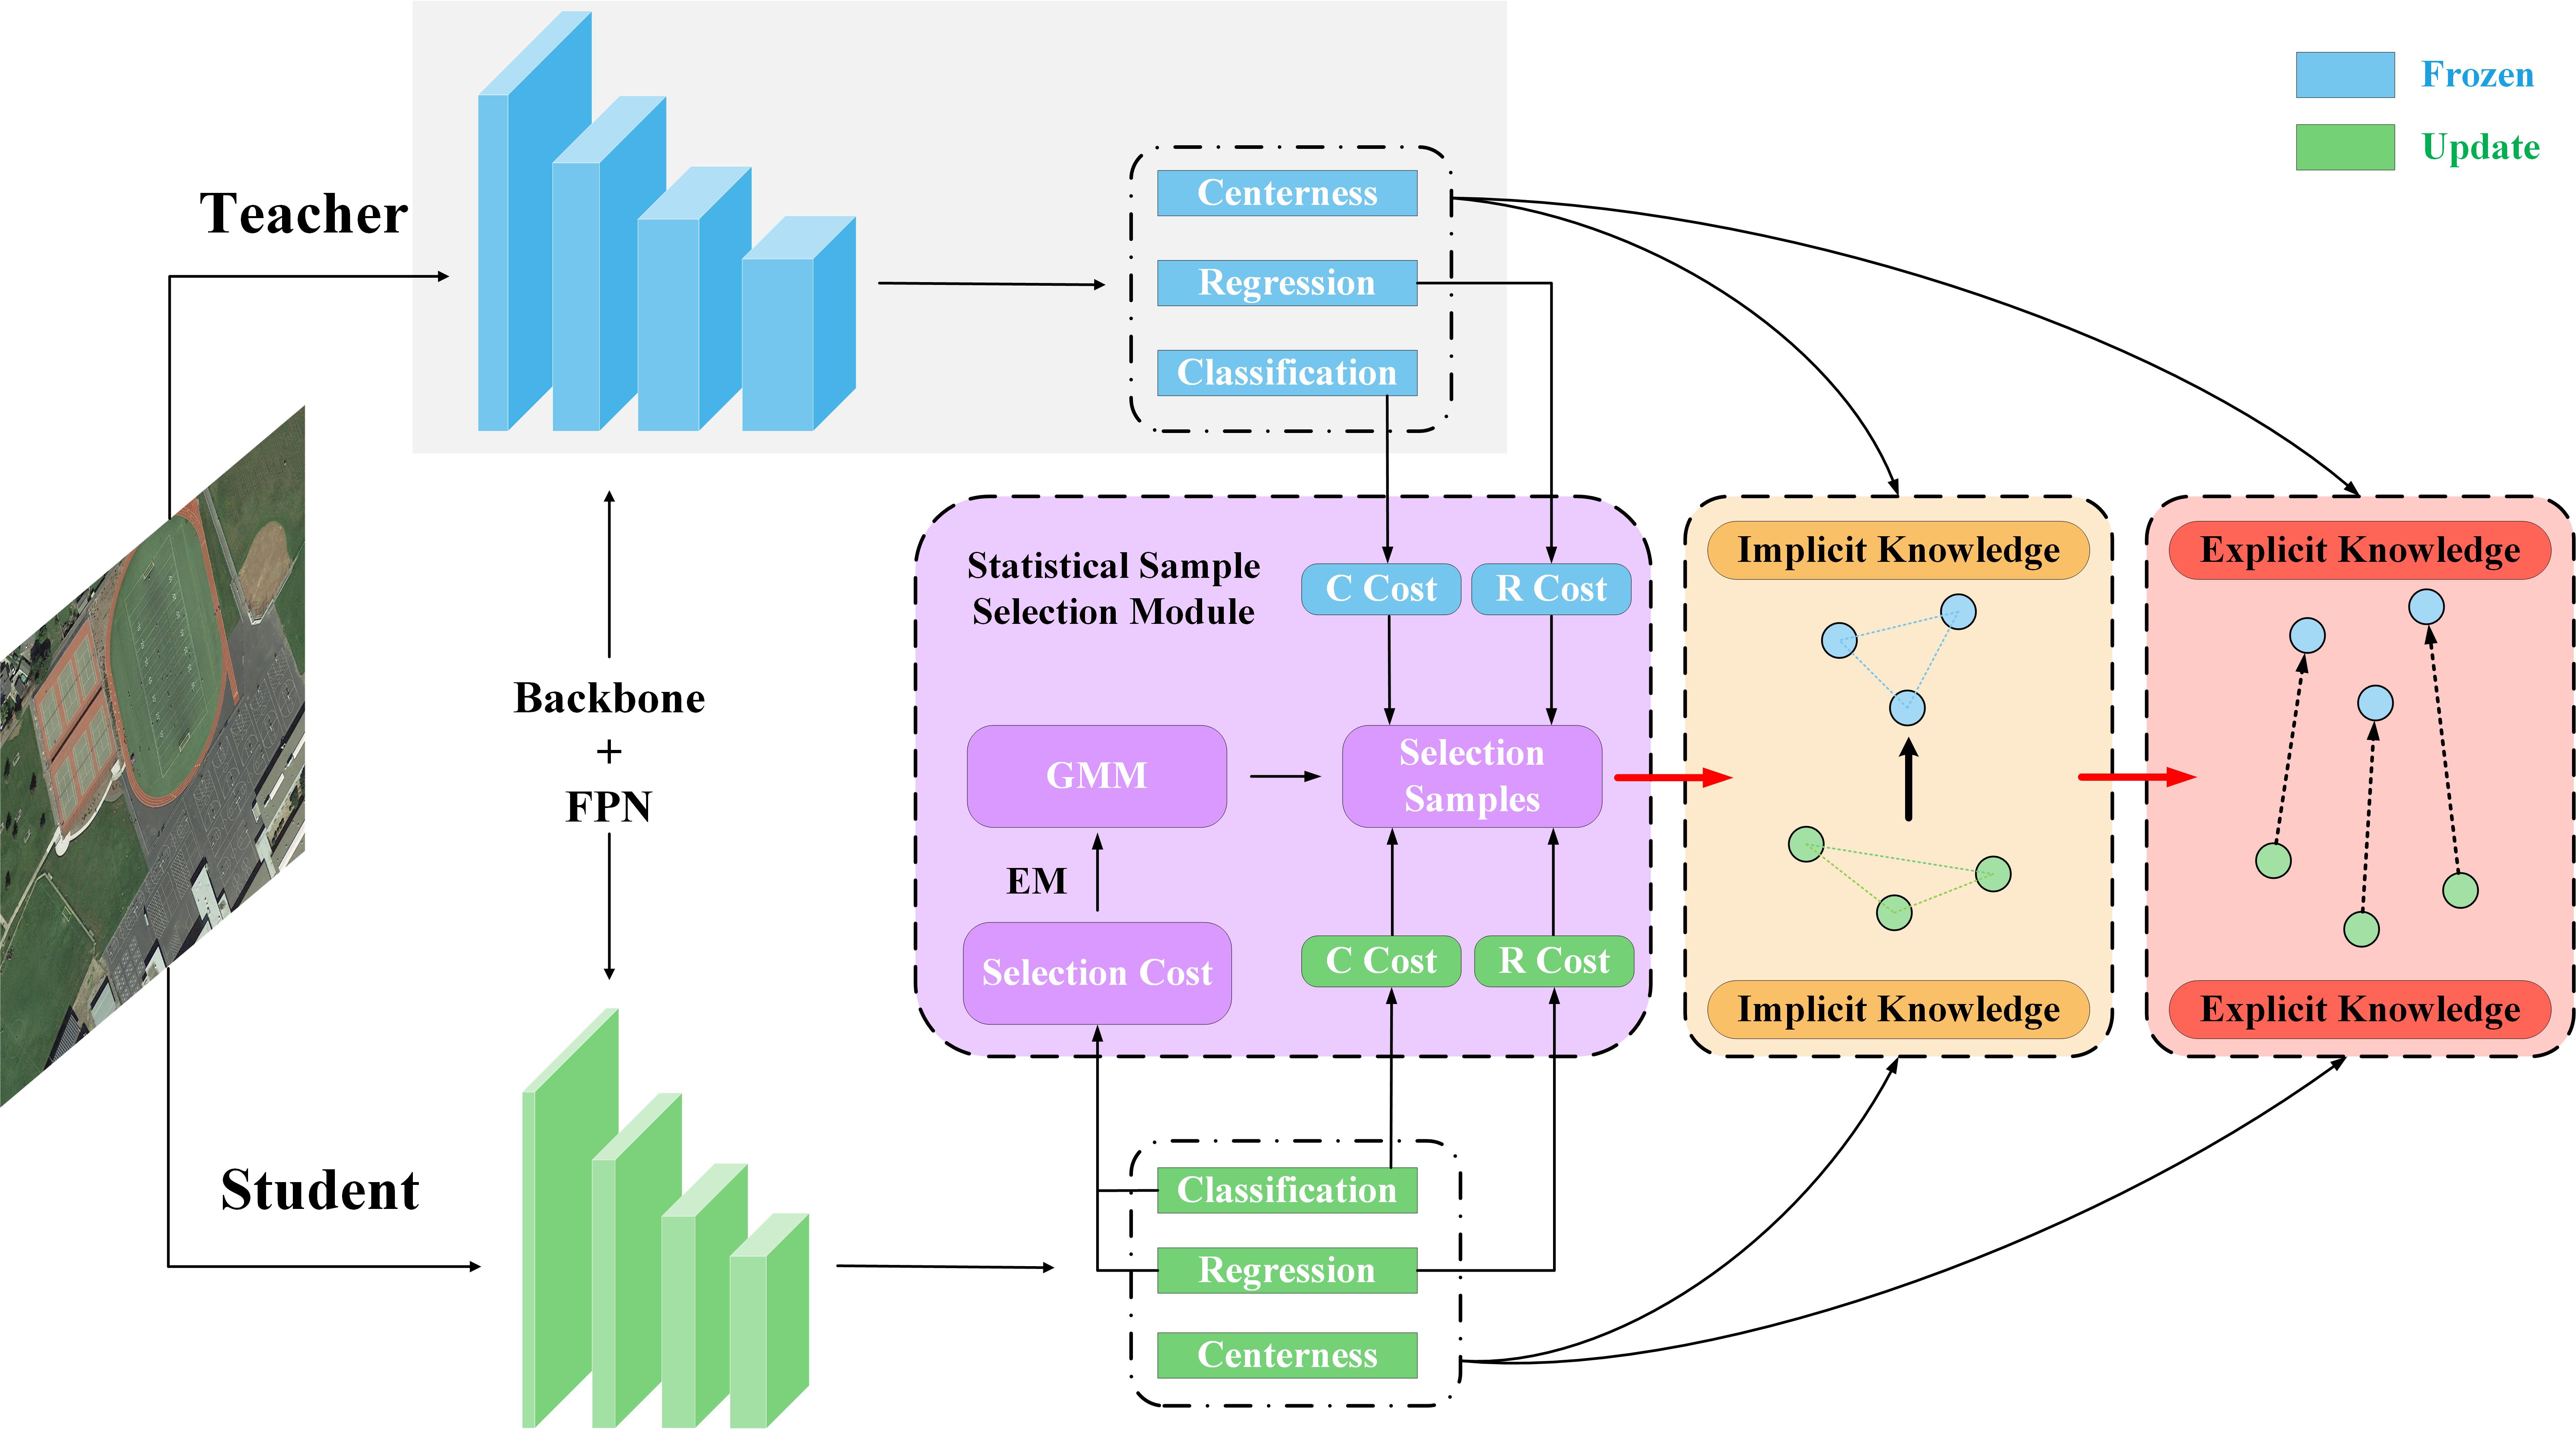 Frozen
Update
Teacher
Centerness
Regression
Classification
Backbone
+
FPN
Statistical Sample
Selection Module
C Cost
R Cost
GMM
Selection
Samples
EM
Selection Cost
C Cost
R Cost
Implicit Knowledge
Implicit Knowledge
Explicit Knowledge
Explicit Knowledge
Student
Classification
Regression
Centerness